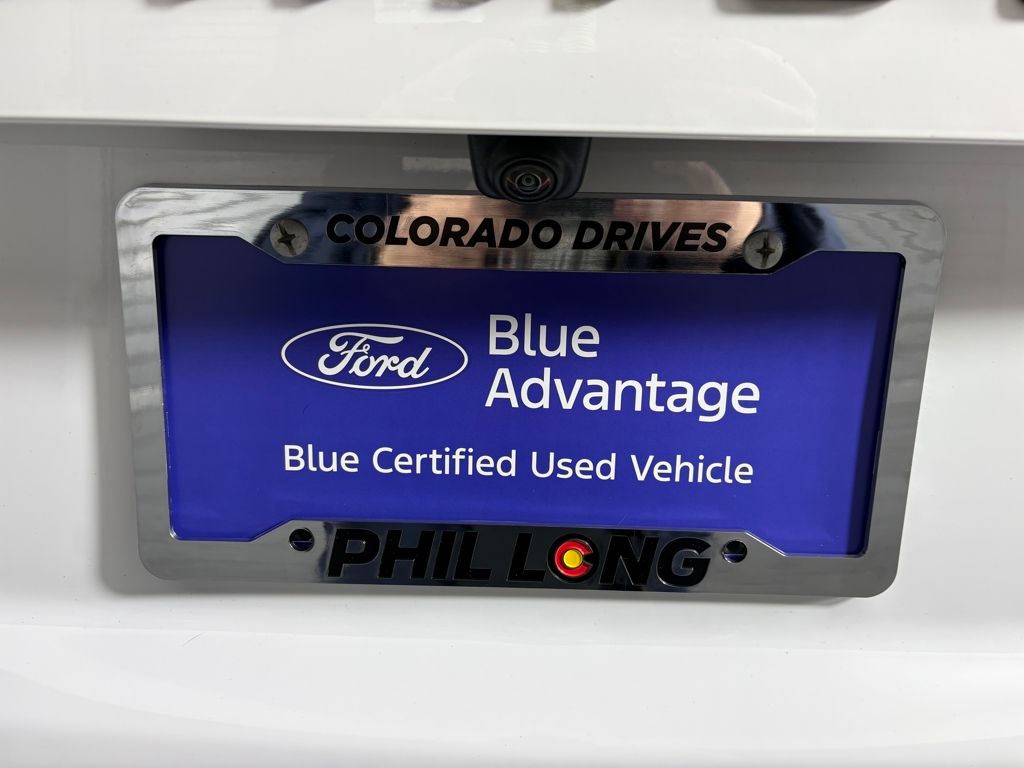 COLORADO DRIVES
Ford
Blue
Advantage
Blue Certified Used Vehicle
PHIL LONG